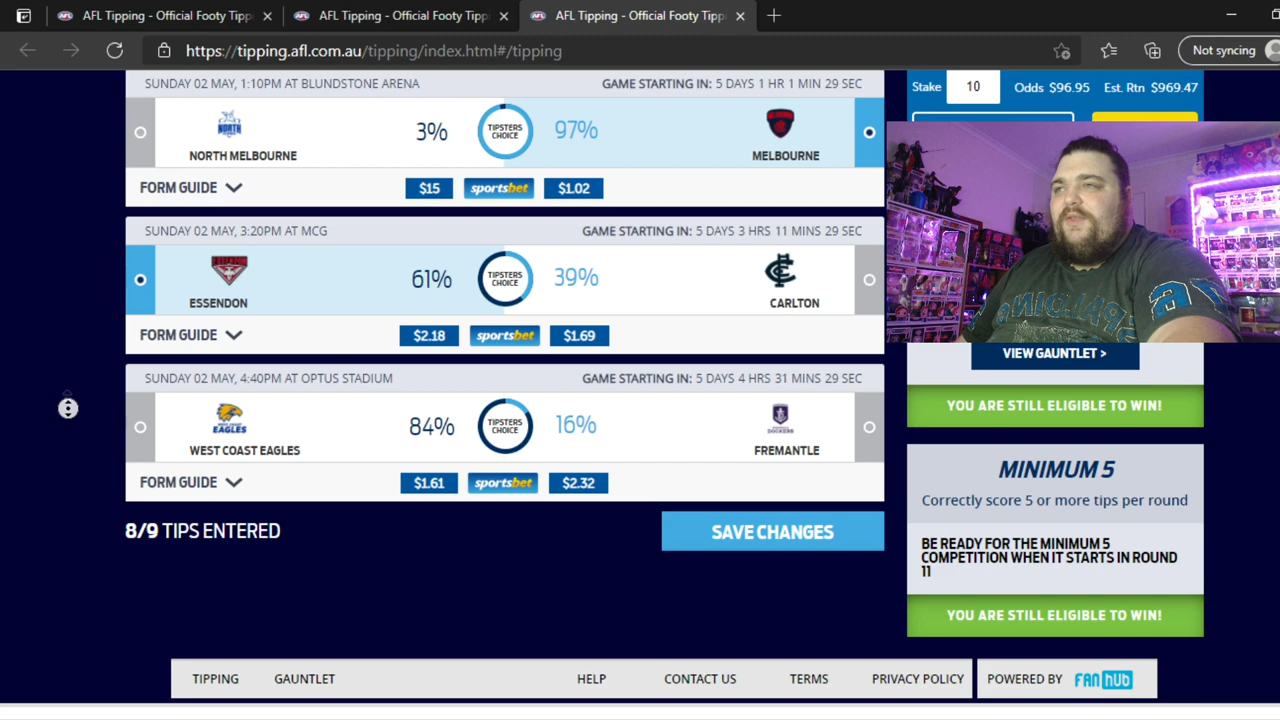 AFL Tipping - Official Footy Tippi
AFL Tipping - Official Footy Tippi
AFL Tipping - Official Footy Tippi
https://tipping.afl.com.au/tipping/index.html#/tipping
Not syncing
SUNDAY 02 MAY, 1:10PM AT BLUNDSTONE ARENA GAME STARTING IN: 5 DAYS 1 HR 1 MIN 29 SEC
NORTH
3% TIPSTERS CHOICE 97%
NORTH MELBOURNE MELBOURNE
FORM GUIDE $15 sportsbet $1.02
SUNDAY 02 MAY, 3:20PM AT MCG GAME STARTING IN: 5 DAYS 3 HRS 11 MINS 29 SEC
61% TIPSTERS CHOICE 39%
ESSENDON CARLTON
FORM GUIDE $2.18 sportsbet $1.69
SUNDAY 02 MAY, 4:40PM AT OPTUS STADIUM GAME STARTING IN: 5 DAYS 4 HRS 31 MINS 29 SEC
EAGLES
84% TIPSTERS CHOICE 16%
WEST COAST EAGLES FREMANTLE
FORM GUIDE $1.61 sportsbet $2.32
8/9 TIPS ENTERED SAVE CHANGES
Stake 10 Odds $96.95 Est. Rtn $969.47
VIEW GAUNTLET >
YOU ARE STILL ELIGIBLE TO WIN!
MINIMUM 5
Correctly score 5 or more tips per round
BE READY FOR THE MINIMUM 5
COMPETITION WHEN IT STARTS IN ROUND
11
YOU ARE STILL ELIGIBLE TO WIN!
TIPPING GAUNTLET HELP CONTACT US TERMS PRIVACY POLICY POWERED BY FANHUB